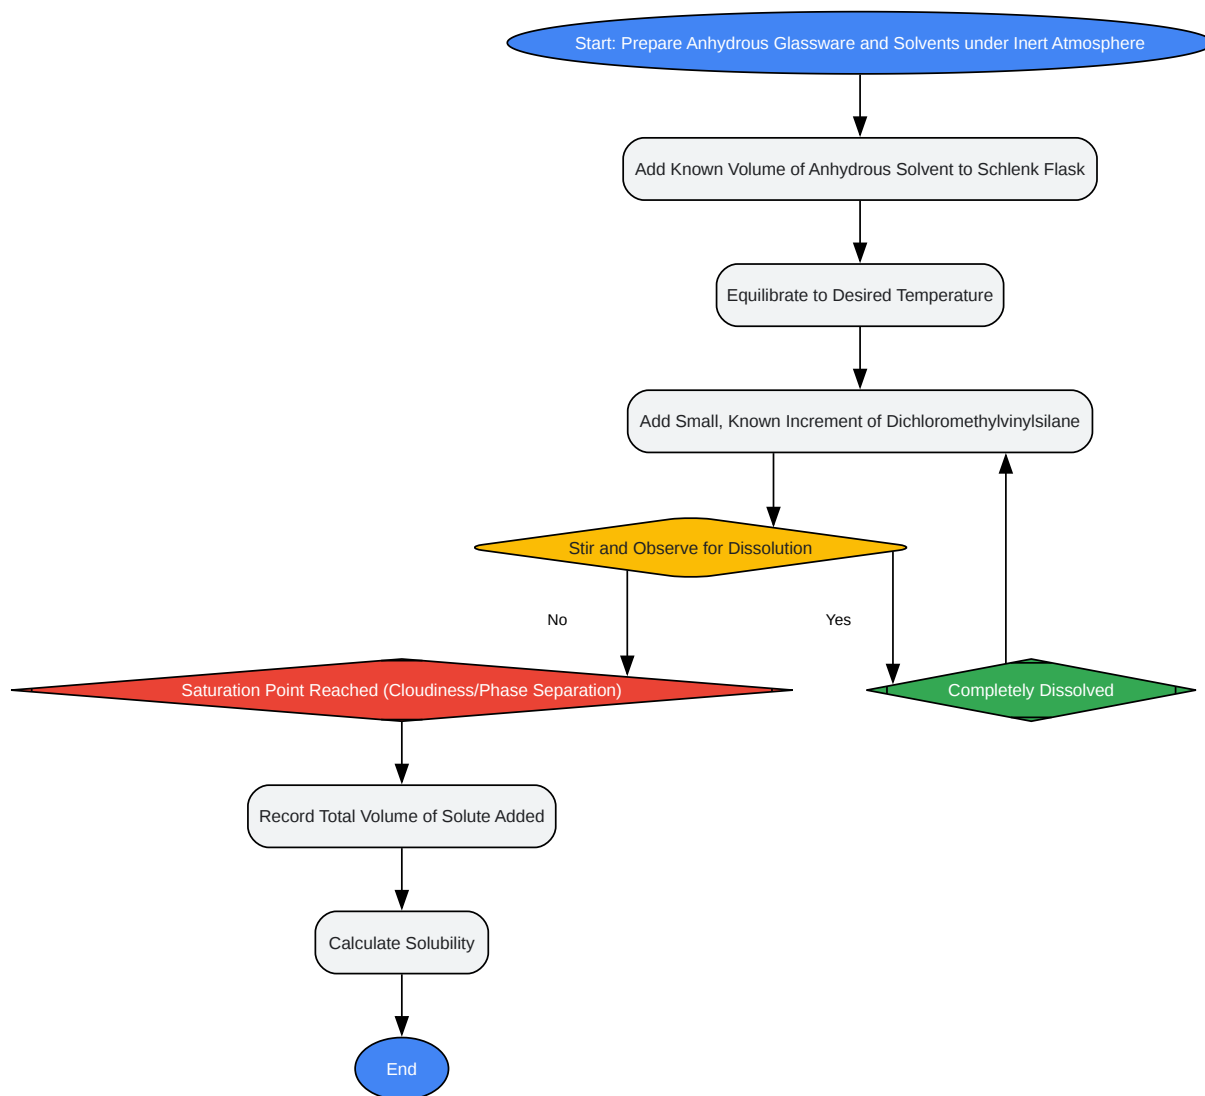 Start: Prepare Anhydrous Glassware and Solvents under Inert Atmosphere
Add Known Volume of Anhydrous Solvent to Schlenk Flask
Equilibrate to Desired Temperature
Add Small, Known Increment of Dichloromethylvinylsilane
Stir and Observe for Dissolution
No
Yes
Saturation Point Reached (Cloudiness/Phase Separation)
Completely Dissolved
Record Total Volume of Solute Added
Calculate Solubility
End